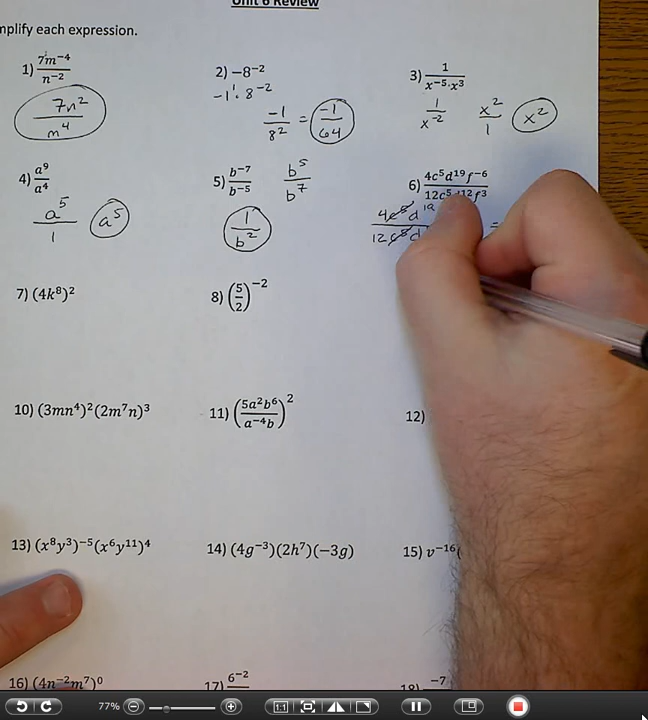 Unit 6 Review
mplify each expression.
1) 7m⁻⁴/n⁻²
7n²/m⁴
2) −8⁻²
-1 · 8⁻²
-1/8² = -1/64
3) 1/x⁻⁵·x³
1/x⁻² x²/1 x²
4) a⁹/a⁴
a⁵/1 a⁵
5) b⁻⁷/b⁻⁵ b⁵/b⁷
1/b²
6) 4c⁵d¹⁹f⁻⁶/12c⁵d¹²f³
4c⁵d¹⁹/12c⁵d =
7) (4k⁸)²
8) (5/2)⁻²
10) (3mn⁴)²(2m⁷n)³
11) (5a²b⁶/a⁻⁴b)²
12)
13) (x⁸y³)⁻⁵(x⁶y¹¹)⁴
14) (4g⁻³)(2h⁷)(−3g)
15) v⁻¹⁶(
16) (4n⁻²m⁷)⁰
17) 6⁻²
18) −7
77% 1:1